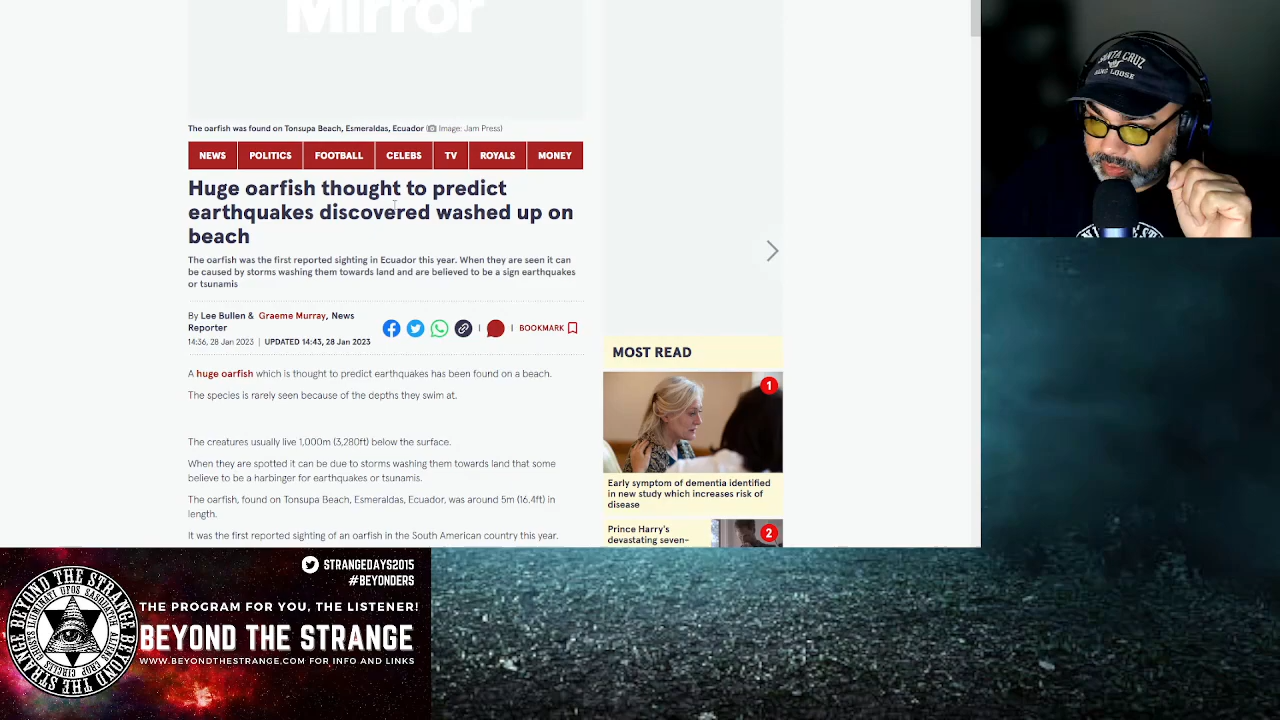 Mirror
The oarfish was found on Tonsupa Beach, Esmeraldas, Ecuador (Image: Jam Press)
NEWS POLITICS FOOTBALL CELEBS TV ROYALS MONEY
Huge oarfish thought to predict
earthquakes discovered washed up on
beach
The oarfish was the first reported sighting in Ecuador this year. When they are seen it can
be caused by storms washing them towards land and are believed to be a sign earthquakes
or tsunamis
By Lee Bullen & Graeme Murray, News
Reporter
14:36, 28 Jan 2023 | UPDATED 14:43, 28 Jan 2023
BOOKMARK
A huge oarfish which is thought to predict earthquakes has been found on a beach.
The species is rarely seen because of the depths they swim at.
The creatures usually live 1,000m (3,280ft) below the surface.
When they are spotted it can be due to storms washing them towards land that some
believe to be a harbinger for earthquakes or tsunamis.
The oarfish, found on Tonsupa Beach, Esmeraldas, Ecuador, was around 5m (16.4ft) in
length.
It was the first reported sighting of an oarfish in the South American country this year.
MOST READ
1
Early symptom of dementia identified
in new study which increases risk of
disease
Prince Harry's
devastating seven-
2
SANTA CRUZ
HANG LOOSE
STRANGEDAYS2015
#BEYONDERS
THE PROGRAM FOR YOU, THE LISTENER!
BEYOND THE STRANGE
WWW.BEYONDTHESTRANGE.COM FOR INFO AND LINKS
BEYOND THE STRANGE BEYOND THE STRANGE